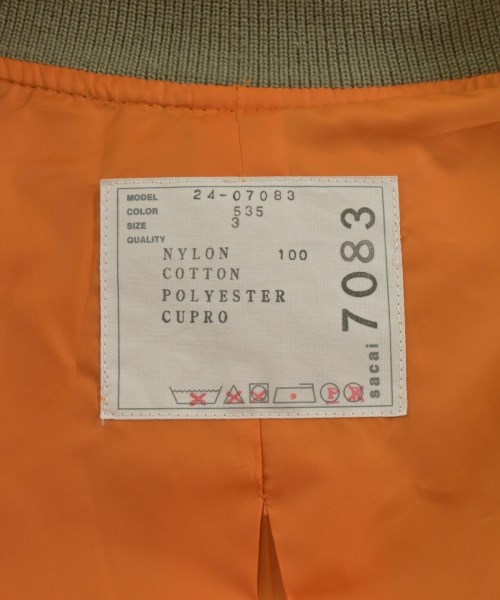 MODEL 24-07083
COLOR 535
SIZE 3
QUALITY
NYLON 100
COTTON
POLYESTER
CUPRO
sacai 7083
P W